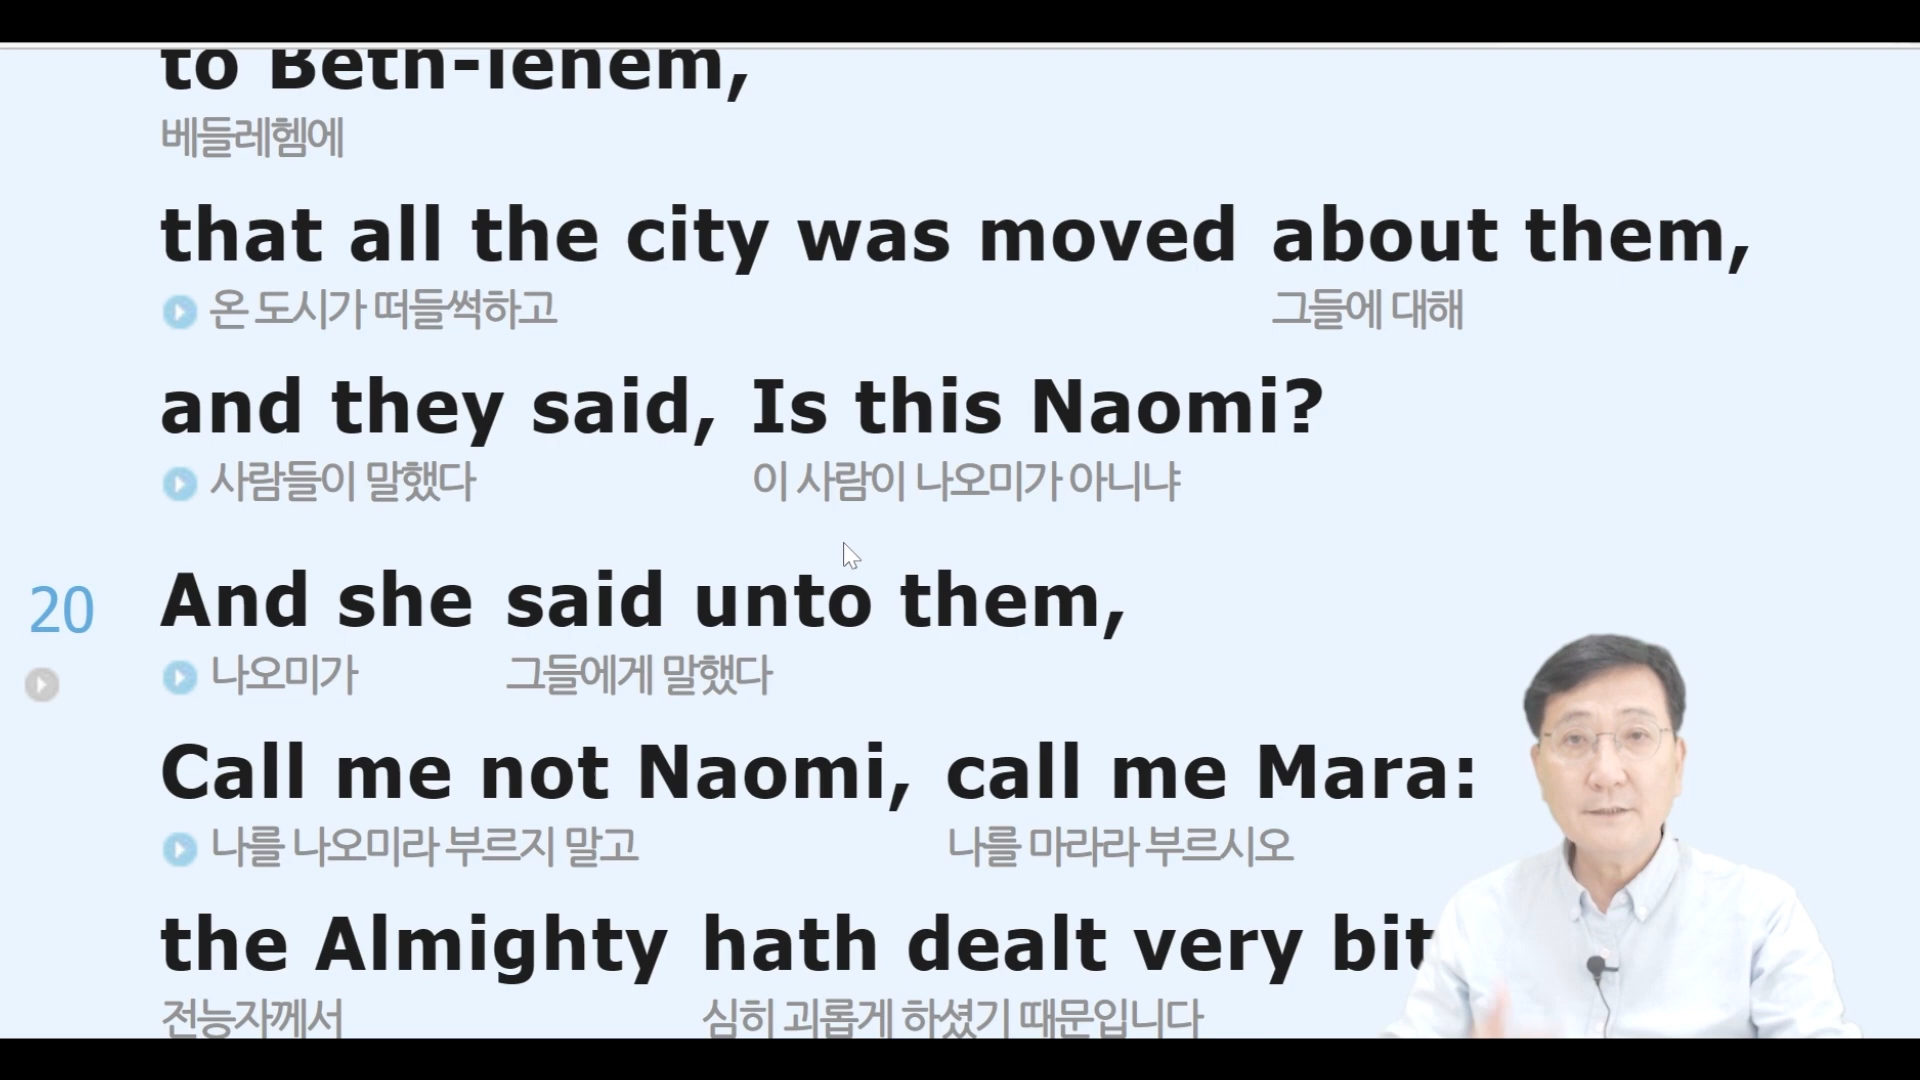 to Beth-lehem,
베들레헴에
that all the city was moved about them,
온 도시가 떠들썩하고 그들에 대해
and they said, Is this Naomi?
사람들이 말했다 이 사람이 나오미가 아니냐
20 And she said unto them,
나오미가 그들에게 말했다
Call me not Naomi, call me Mara:
나를 나오미라 부르지 말고 나를 마라라 부르시오
the Almighty hath dealt very
전능자께서 심히 괴롭게 하셨기 때문입니다